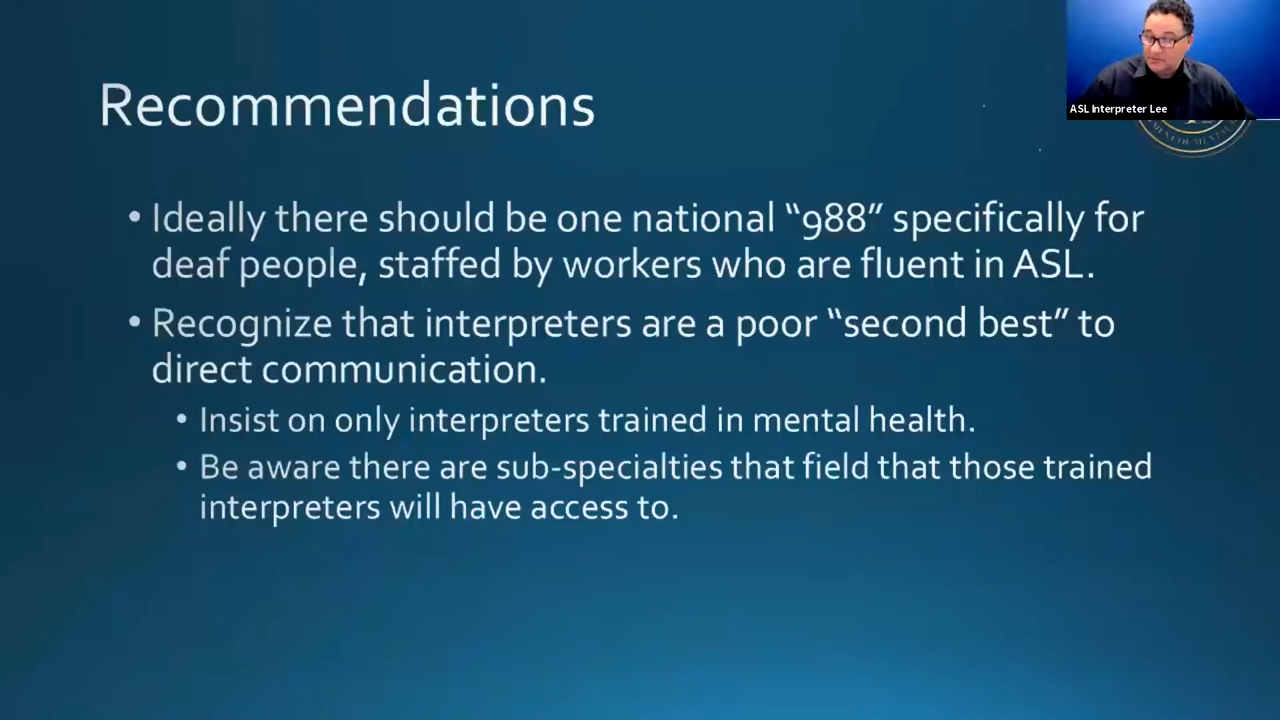 Recommendations
ASL Interpreter Lee
• Ideally there should be one national “988” specifically for
deaf people, staffed by workers who are fluent in ASL.
• Recognize that interpreters are a poor “second best” to
direct communication.
• Insist on only interpreters trained in mental health.
• Be aware there are sub-specialties that field that those trained
interpreters will have access to.